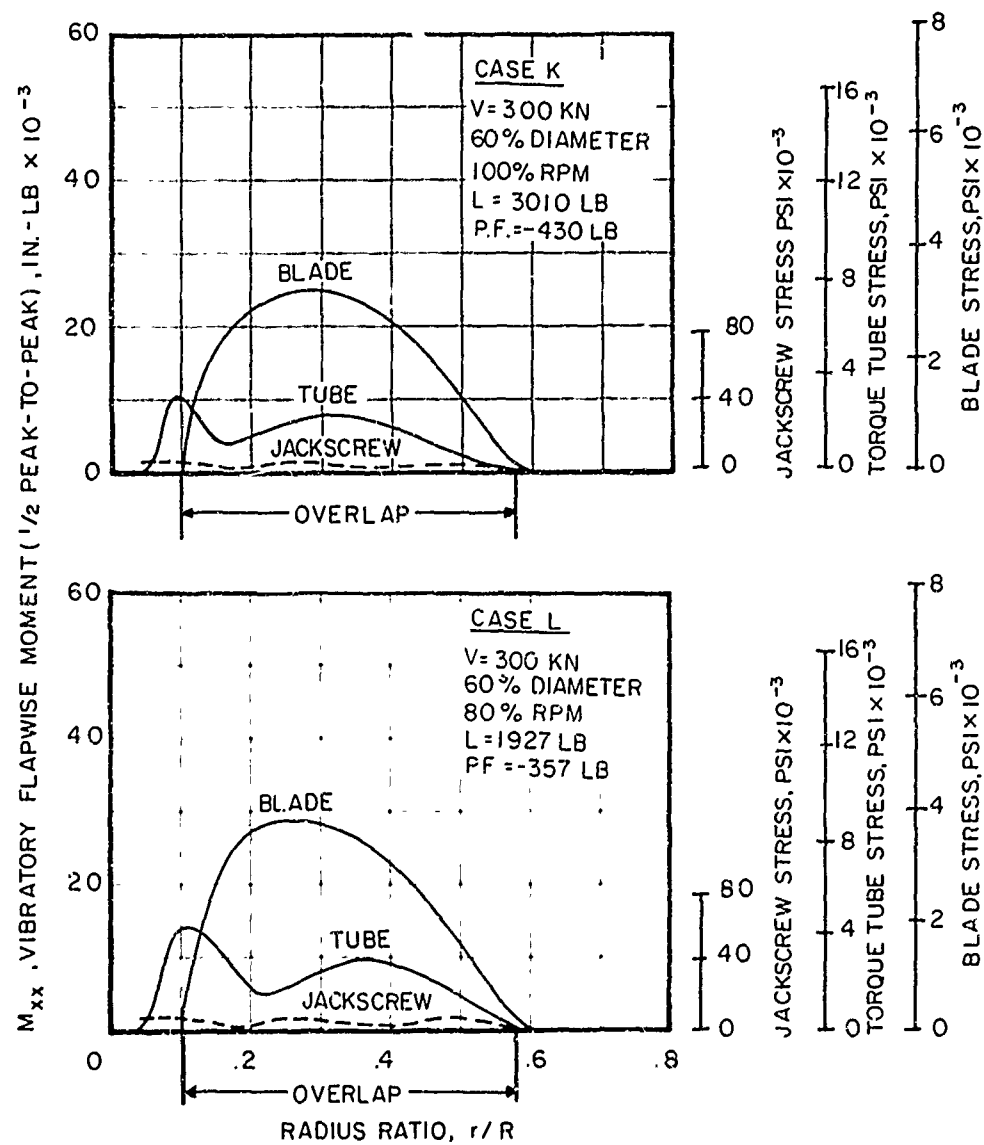 M_xx, VIBRATORY FLAPWISE MOMENT (1/2 PEAK-TO-PEAK), IN.-LB × 10⁻³
60
40
20
0
CASE K
V=300 KN
60% DIAMETER
100% RPM
L = 3010 LB
P.F.=-430 LB
BLADE
TUBE
JACKSCREW
OVERLAP
80
40
0
JACKSCREW STRESS PSI×10⁻³
16
12
8
4
0
TORQUE TUBE STRESS, PSI × 10⁻³
8
6
4
2
0
BLADE STRESS, PSI × 10⁻³
60
40
20
CASE L
V=300 KN
60% DIAMETER
80% RPM
L=1927 LB
PF=-357 LB
BLADE
TUBE
JACKSCREW
80
40
0
JACKSCREW STRESS, PSI×10⁻³
16
12
8
4
0
TORQUE TUBE STRESS, PSI×10⁻³
8
6
4
2
0
BLADE STRESS, PSI×10⁻³
0 .2 .4 .6 .8
OVERLAP
RADIUS RATIO, r/R